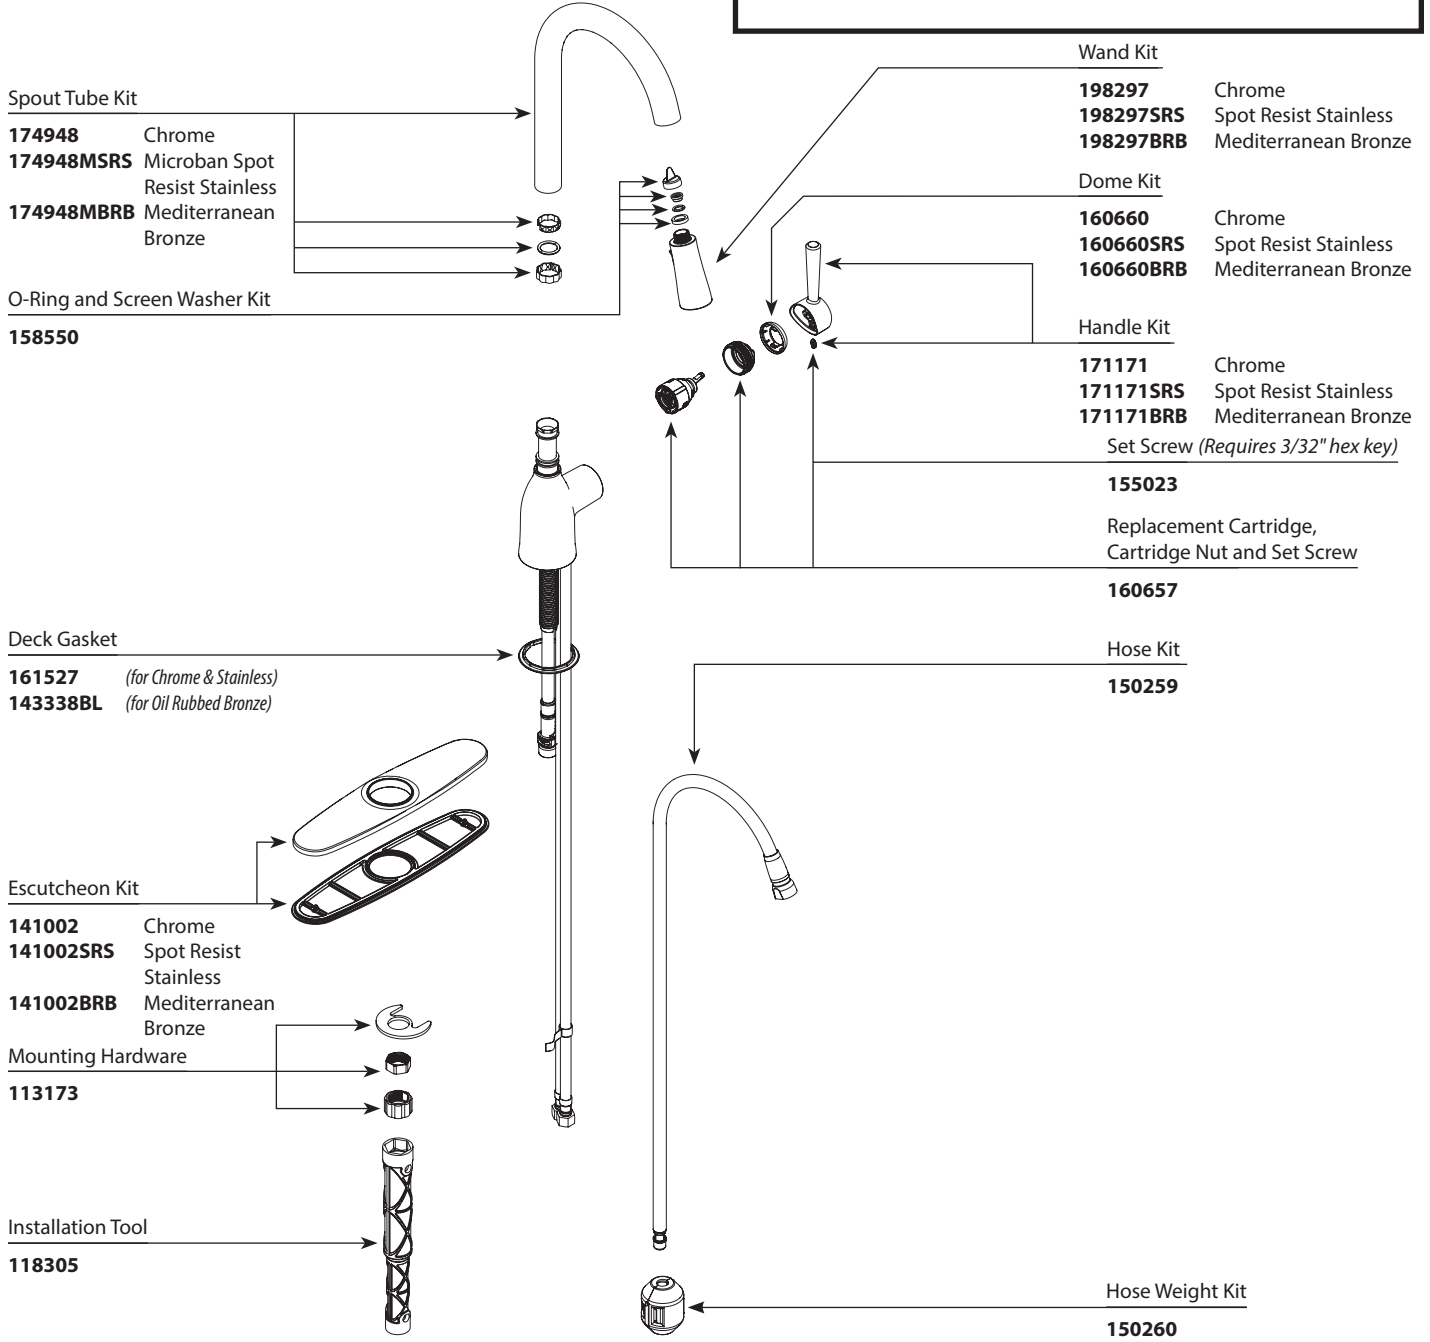 Spout Tube Kit
174948 Chrome
174948MSRS Microban Spot
Resist Stainless
174948MBRB Mediterranean
Bronze
O-Ring and Screen Washer Kit
158550
Deck Gasket
161527 (for Chrome & Stainless)
143338BL (for Oil Rubbed Bronze)
Escutcheon Kit
141002 Chrome
141002SRS Spot Resist
Stainless
141002BRB Mediterranean
Bronze
Mounting Hardware
113173
Installation Tool
118305
Wand Kit
198297 Chrome
198297SRS Spot Resist Stainless
198297BRB Mediterranean Bronze
Dome Kit
160660 Chrome
160660SRS Spot Resist Stainless
160660BRB Mediterranean Bronze
Handle Kit
171171 Chrome
171171SRS Spot Resist Stainless
171171BRB Mediterranean Bronze
Set Screw (Requires 3/32" hex key)
155023
Replacement Cartridge,
Cartridge Nut and Set Screw
160657
Hose Kit
150259
Hose Weight Kit
150260